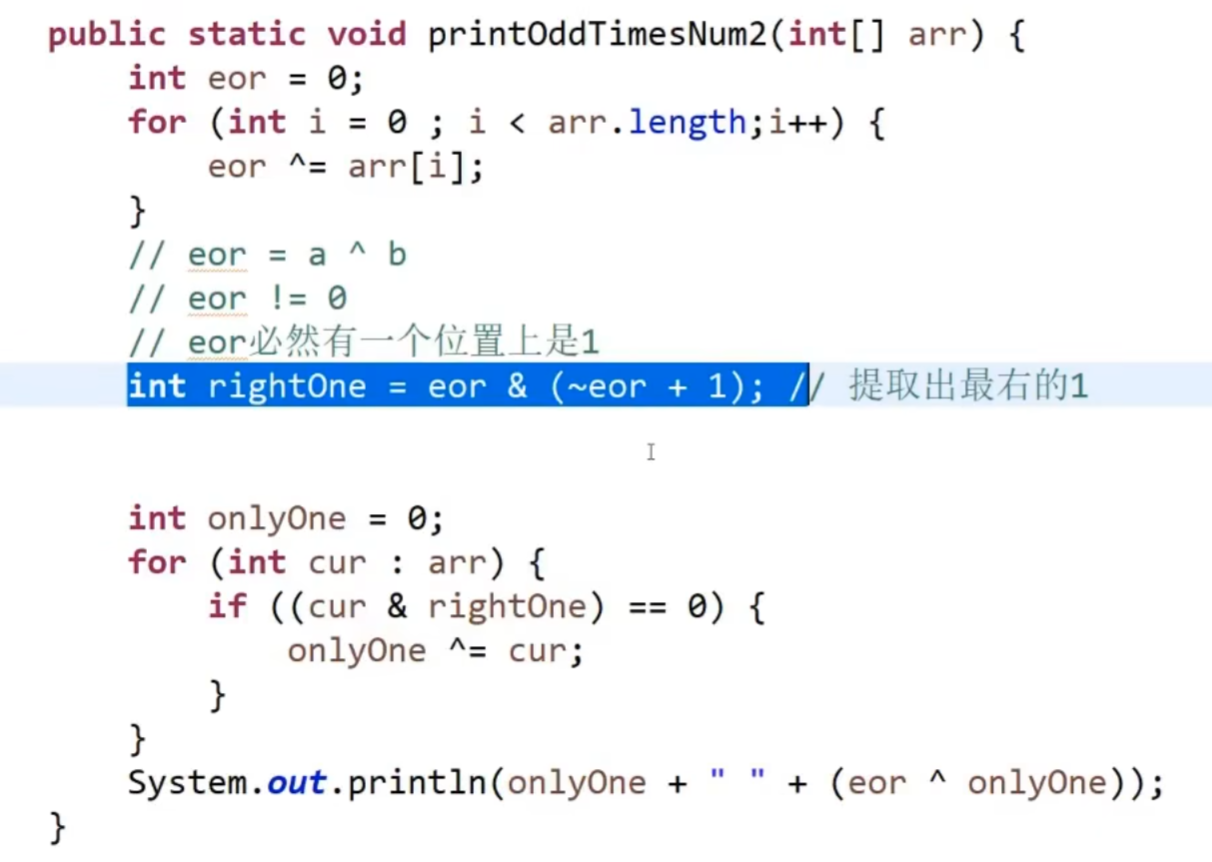 public static void printOddTimesNum2(int[] arr) {
    int eor = 0;
    for (int i = 0 ; i < arr.length;i++) {
        eor ^= arr[i];
    }
    // eor = a ^ b
    // eor != 0
    // eor必然有一个位置上是1
    int rightOne = eor & (~eor + 1); // 提取出最右的1
    int onlyOne = 0;
    for (int cur : arr) {
        if ((cur & rightOne) == 0) {
            onlyOne ^= cur;
        }
    }
    System.out.println(onlyOne + " " + (eor ^ onlyOne));
}